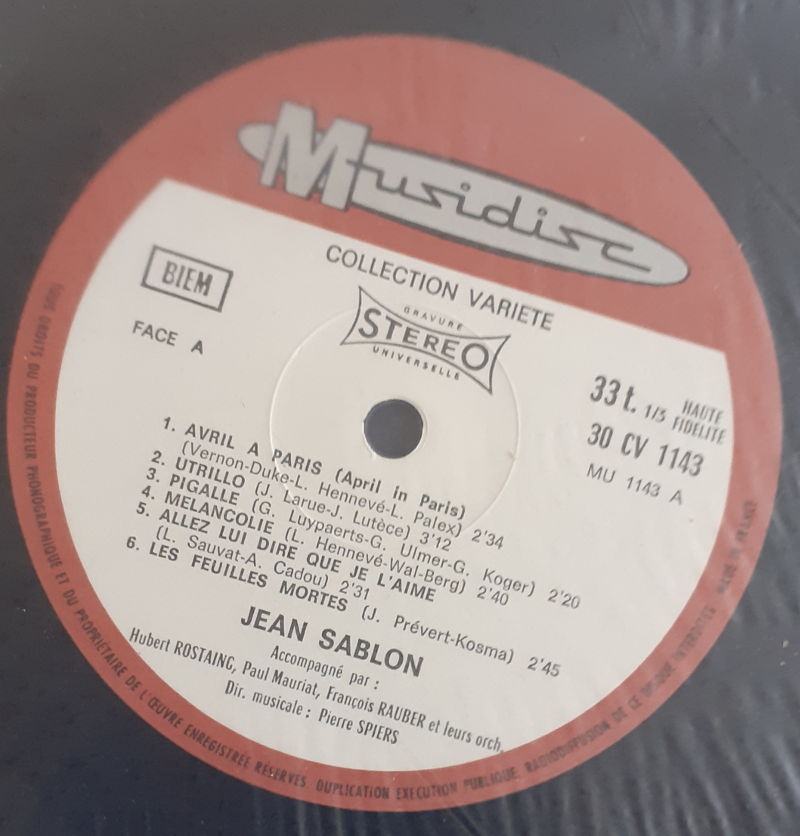 Musidisc
COLLECTION VARIETE
BIEM
GRAVURE
STEREO
UNIVERSELLE
FACE A
33 t. 1/3 HAUTE FIDELITE
30 CV 1143
MU 1143 A
1. AVRIL A PARIS (April in Paris)
(Vernon-Duke-L. Hennevé-L. Palex) 2'34
2. UTRILLO (J. Larue-J. Lutèce) 3'12
3. PIGALLE (G. Luypaerts-G. Ulmer-G. Koger) 2'20
4. MELANCOLIE (L. Hennevé-Wal-Berg) 2'40
5. ALLEZ LUI DIRE QUE JE L'AIME
(L. Sauvat-A. Cadou) 2'31
6. LES FEUILLES MORTES (J. Prévert-Kosma) 2'45
JEAN SABLON
Accompagné par :
Hubert ROSTAING, Paul Mauriat, François RAUBER et leurs orch.
Dir. musicale : Pierre SPIERS
TOUS DROITS DU PRODUCTEUR PHONOGRAPHIQUE ET DU PROPRIÉTAIRE DE L'ŒUVRE ENREGISTRÉE RÉSERVÉS. DUPLICATION EXECUTION PUBLIQUE, RADIODIFFUSION DE CE DISQUE INTERDITES MADE IN FRANCE